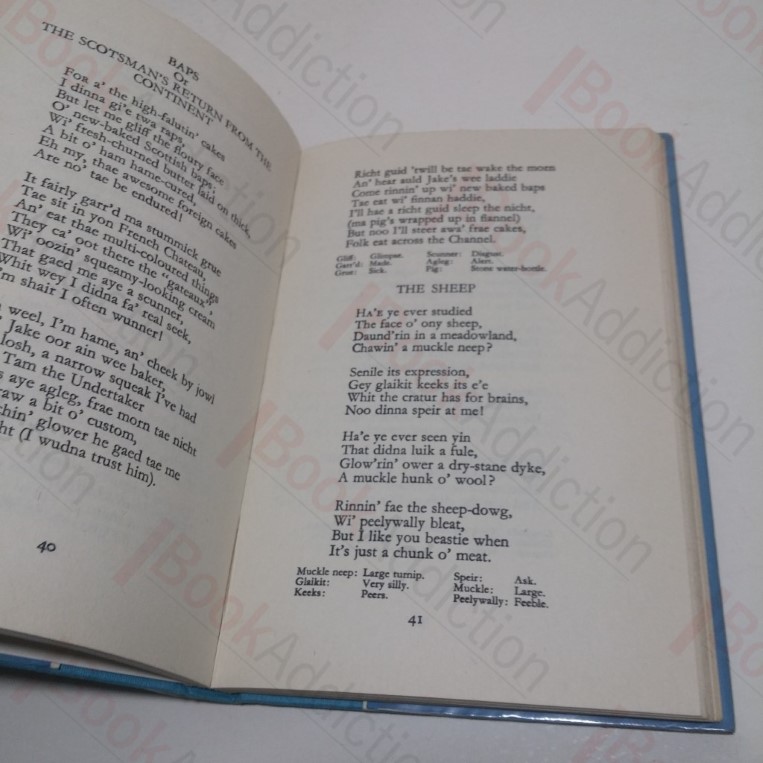 BAPS
Or
THE SCOTSMAN'S RETURN FROM THE
CONTINENT
For a' the high-falutin' cakes
I dinna gi'e twa raps.
But let me gliff the floury face
O' new-baked Scottish baps;
Wi' fresh-churned butter laid on thick,
A bit o' ham hame-cured,
Eh my, thae awesome foreign cakes
Are no' tae be endured!
It fairly garr'd ma stummick grue
Tae sit in yon French Chateau,
An' eat thae multi-coloured things
They ca' oot there the "gateaux,"
Wi' oozin' squeamy-looking cream
That gaed me aye a scunner,
Whit wey I didna fa' real seek,
I'm shair I often wunner!
weel, I'm hame, an' cheek by jowl
Jake oor ain wee baker,
losh, a narrow squeak I've had
Tam the Undertaker
aye agleg, frae morn tae nicht
a bit o' custom,
glower he gaed tae me
(I wudna trust him).
40
Richt guid 'twill be tae wake the morn
An' hear auld Jake's wee laddie
Come rinnin' up wi' new baked baps
Tae eat wi' finnan haddie,
I'll hae a richt guid sleep the nicht,
(ma pig's wrapped up in flannel)
But noo I'll steer awa' frae cakes,
Folk eat across the Channel.
Gliff: Glimpse. Scunner: Disgust.
Garr'd: Made. Agleg: Alert.
Grue: Sick. Pig: Stone water-bottle.
THE SHEEP
HA'E ye ever studied
The face o' ony sheep,
Daund'rin in a meadowland,
Chawin' a muckle neep?
Senile its expression,
Gey glaikit keeks its e'e
Whit the cratur has for brains,
Noo dinna speir at me!
Ha'e ye ever seen yin
That didna luik a fule,
Glow'rin' ower a dry-stane dyke,
A muckle hunk o' wool?
Rinnin' fae the sheep-dowg,
Wi' peelywally bleat,
But I like you beastie when
It's just a chunk o' meat.
Muckle neep: Large turnip. Speir: Ask.
Glaikit: Very silly. Muckle: Large.
Keeks: Peers. Peelywally: Feeble.
41
BookAddiction